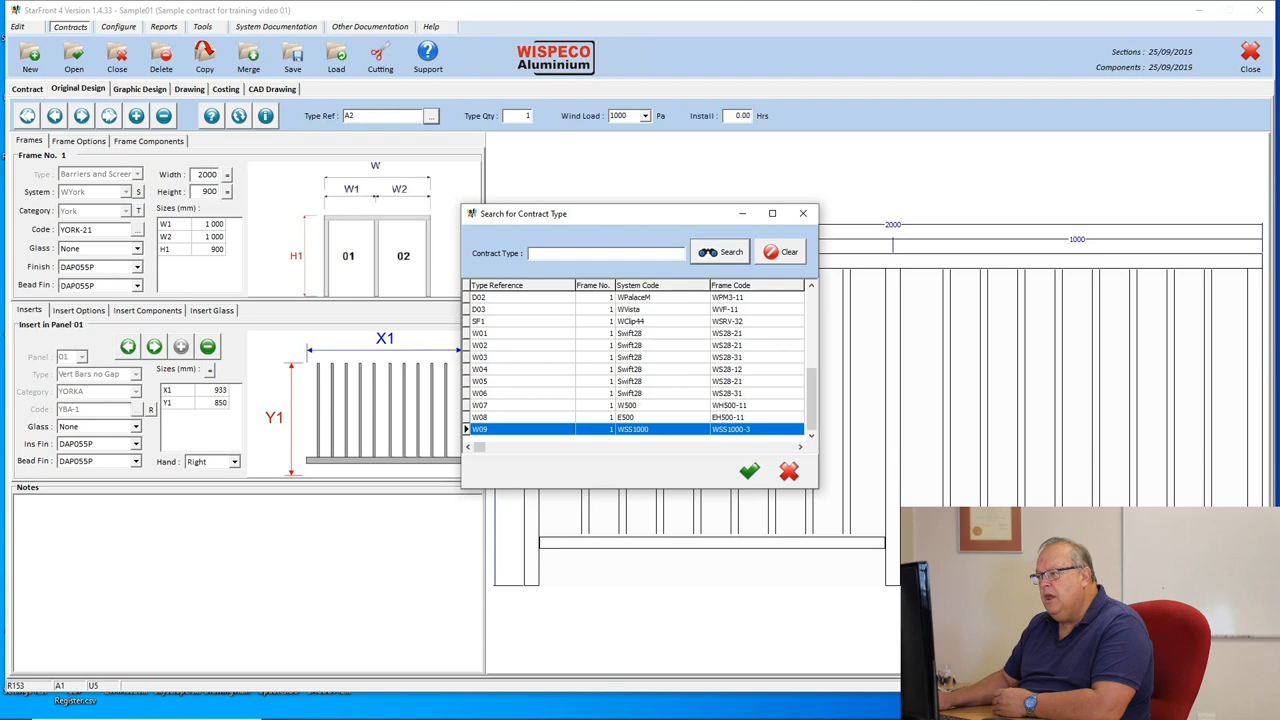 StarFront 4 Version 1.4.33 - Sample01 (Sample contract for training video 01)
Edit Contracts Configure Reports Tools System Documentation Other Documentation Help
New Open Close Delete Copy Merge Save Load Cutting Support
WISPECO
Aluminium
Sections : 25/09/2019
Components : 25/09/2019
Close
Contract Original Design Graphic Design Drawing Costing CAD Drawing
Type Ref : A2 ... Type Qty : 1 Wind Load : 1000 Pa Install : 0.00 Hrs
Frames Frame Options Frame Components
Frame No. 1
Type : Barriers and Screer
System : WYork S
Category : York T
Code : YORK-21 ...
Glass : None
Finish : DAP055P
Bead Fin : DAP055P
Width : 2000 =
Height : 900 =
Sizes (mm) :
W1 1 000
W2 1 000
H1 900
W
W1 W2
H1 01 02
Inserts Insert Options Insert Components Insert Glass
Insert in Panel 01
Panel : 01
Type : Vert Bars no Gap
Category : YORKA
Code : YBA-1 R
Glass : None
Ins Fin : DAP055P
Bead Fin : DAP055P
Sizes (mm) : =
X1 933
Y1 850
Hand : Right
X1
Y1
Notes
Search for Contract Type
Contract Type : Search Clear
Type Reference Frame No. System Code Frame Code
D02 1 WPalaceM WPM3-11
D03 1 WVista WVF-11
SF1 1 WClip44 WSRV-32
W01 1 Swift28 WS28-21
W02 1 Swift28 WS28-21
W03 1 Swift28 WS28-31
W04 1 Swift28 WS28-12
W05 1 Swift28 WS28-21
W06 1 Swift28 WS28-31
W07 1 W500 WH500-11
W08 1 E500 EH500-11
W09 1 WSS1000 WSS1000-3
2000
1000
R153 A1 U5
Register.csv